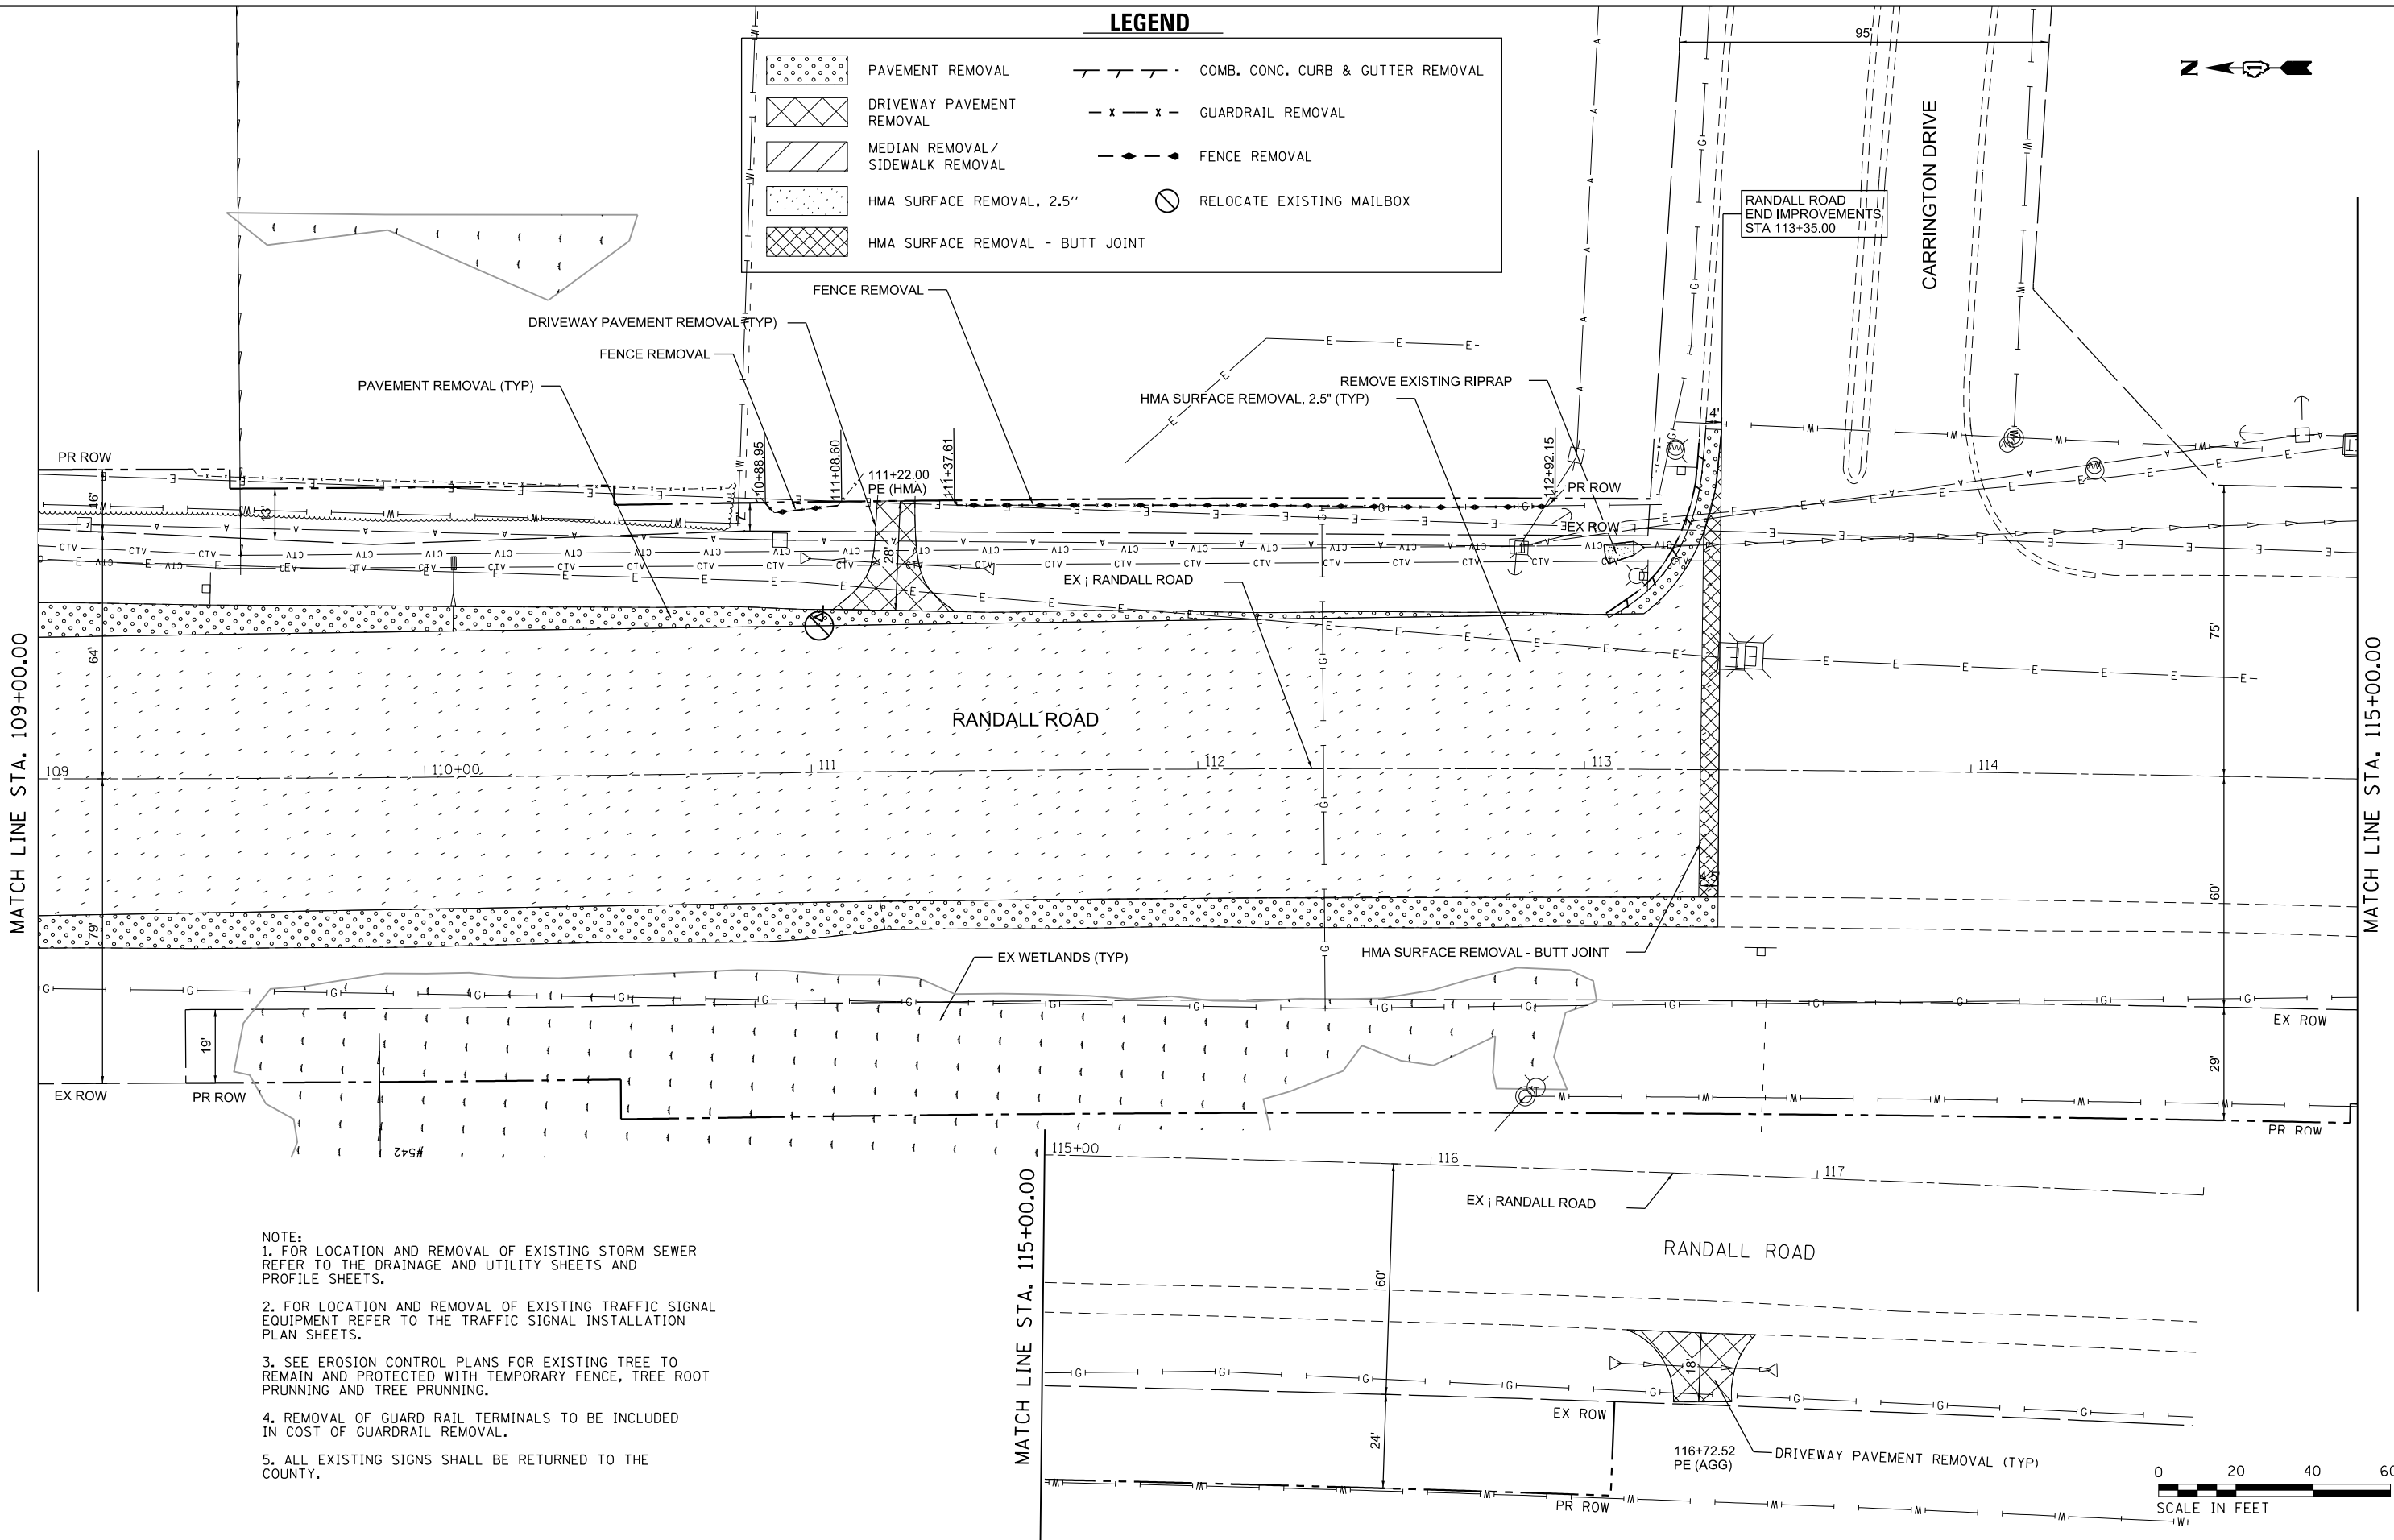 LEGEND
PAVEMENT REMOVAL
DRIVEWAY PAVEMENT
REMOVAL
MEDIAN REMOVAL/
SIDEWALK REMOVAL
HMA SURFACE REMOVAL, 2.5''
HMA SURFACE REMOVAL - BUTT JOINT
COMB. CONC. CURB & GUTTER REMOVAL
GUARDRAIL REMOVAL
FENCE REMOVAL
RELOCATE EXISTING MAILBOX
95'
N
CARRINGTON DRIVE
RANDALL ROAD
END IMPROVEMENTS
STA 113+35.00
FENCE REMOVAL
DRIVEWAY PAVEMENT REMOVAL (TYP)
FENCE REMOVAL
PAVEMENT REMOVAL (TYP)
REMOVE EXISTING RIPRAP
HMA SURFACE REMOVAL, 2.5" (TYP)
4'
PR ROW
16'
13'
7'
110+88.95
111+08.60
111+22.00
PE (HMA)
111+37.61
112+92.15
PR ROW
EX ROW
28'
EX ¡ RANDALL ROAD
MATCH LINE STA. 109+00.00
64'
75'
RANDALL ROAD
109
110+00
111
112
113
114
MATCH LINE STA. 115+00.00
4.5'
60'
79'
EX WETLANDS (TYP)
HMA SURFACE REMOVAL - BUTT JOINT
EX ROW
19'
29'
EX ROW
PR ROW
PR ROW
#542
MATCH LINE STA. 115+00.00
115+00
116
117
EX ¡ RANDALL ROAD
RANDALL ROAD
60'
18'
EX ROW
24'
116+72.52
PE (AGG)
DRIVEWAY PAVEMENT REMOVAL (TYP)
PR ROW
NOTE:
1. FOR LOCATION AND REMOVAL OF EXISTING STORM SEWER
REFER TO THE DRAINAGE AND UTILITY SHEETS AND
PROFILE SHEETS.
2. FOR LOCATION AND REMOVAL OF EXISTING TRAFFIC SIGNAL
EQUIPMENT REFER TO THE TRAFFIC SIGNAL INSTALLATION
PLAN SHEETS.
3. SEE EROSION CONTROL PLANS FOR EXISTING TREE TO
REMAIN AND PROTECTED WITH TEMPORARY FENCE, TREE ROOT
PRUNNING AND TREE PRUNNING.
4. REMOVAL OF GUARD RAIL TERMINALS TO BE INCLUDED
IN COST OF GUARDRAIL REMOVAL.
5. ALL EXISTING SIGNS SHALL BE RETURNED TO THE
COUNTY.
0 20 40 60
SCALE IN FEET